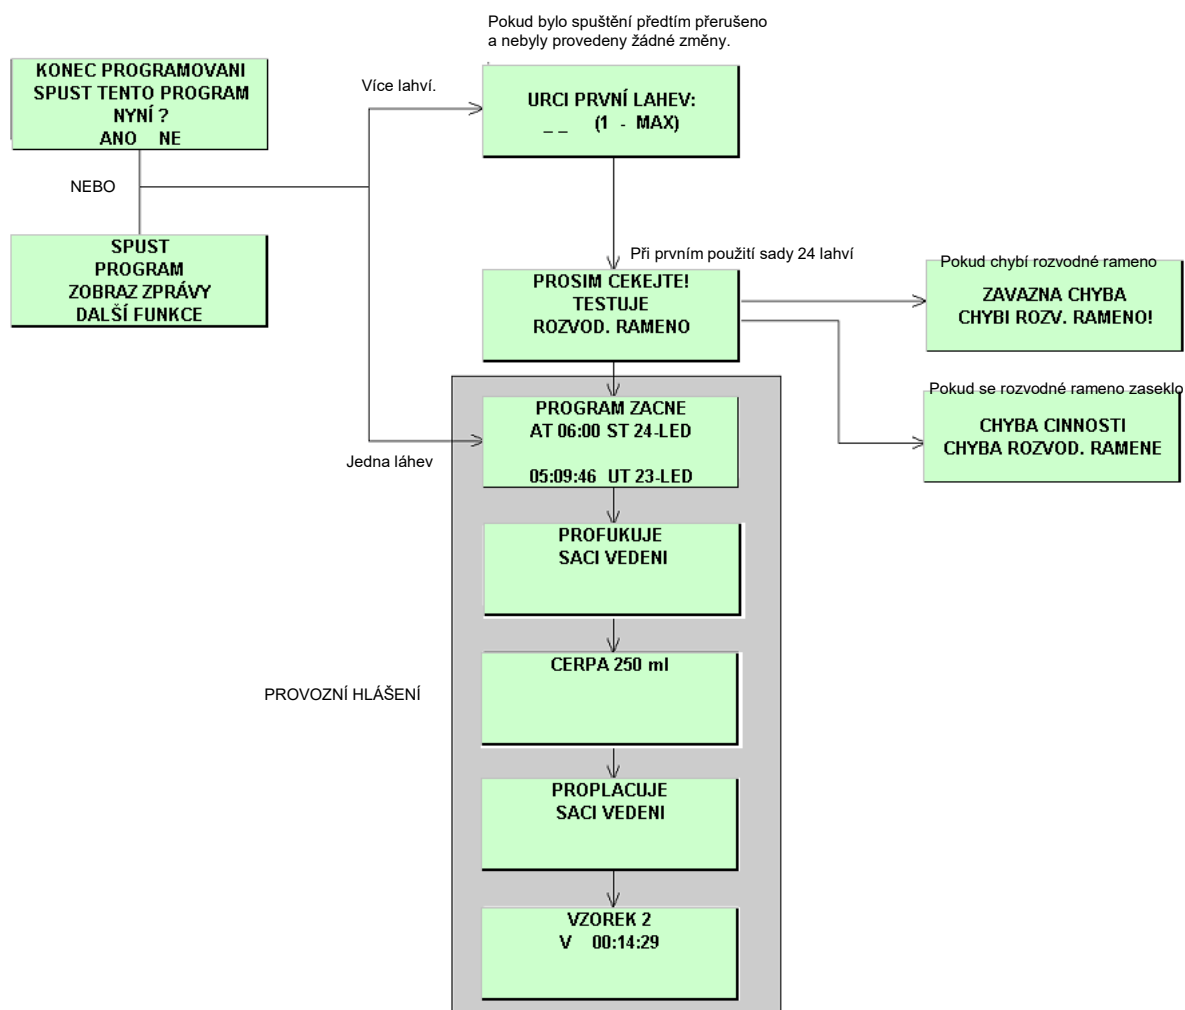 Pokud bylo spuštění předtím přerušeno
a nebyly provedeny žádné změny.
KONEC PROGRAMOVANI
SPUST TENTO PROGRAM
NYNÍ ?
ANO NE
Více lahví.
URCI PRVNÍ LAHEV:
_ _ (1 - MAX)
NEBO
SPUST
PROGRAM
ZOBRAZ ZPRÁVY
DALŠÍ FUNKCE
Při prvním použití sady 24 lahví
PROSIM CEKEJTE!
TESTUJE
ROZVOD. RAMENO
Pokud chybí rozvodné rameno
ZAVAZNA CHYBA
CHYBI ROZV. RAMENO!
Pokud se rozvodné rameno zaseklo
CHYBA CINNOSTI
CHYBA ROZVOD. RAMENE
Jedna láhev
PROGRAM ZACNE
AT 06:00 ST 24-LED
05:09:46 UT 23-LED
PROFUKUJE
SACI VEDENI
PROVOZNÍ HLÁŠENÍ
CERPA 250 ml
PROPLACUJE
SACI VEDENI
VZOREK 2
V 00:14:29